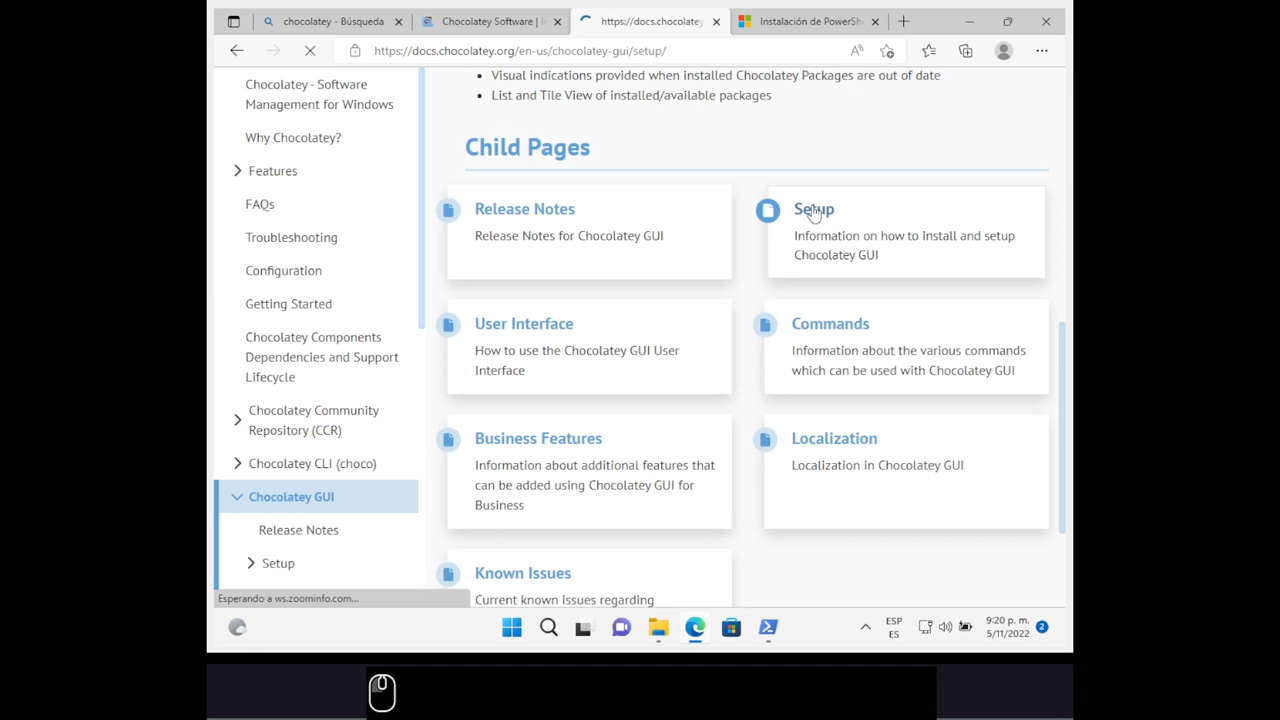 chocolatey - Búsqueda
Chocolatey Software |
https://docs.chocolatey
Instalación de PowerSh
https://docs.chocolatey.org/en-us/chocolatey-gui/setup/
Chocolatey - Software
Management for Windows
Why Chocolatey?
Features
FAQs
Troubleshooting
Configuration
Getting Started
Chocolatey Components
Dependencies and Support
Lifecycle
Chocolatey Community
Repository (CCR)
Chocolatey CLI (choco)
Chocolatey GUI
Release Notes
Setup
Esperando a ws.zoominfo.com...
Visual indications provided when installed Chocolatey Packages are out of date
List and Tile View of installed/available packages
Child Pages
Release Notes
Release Notes for Chocolatey GUI
Setup
Information on how to install and setup
Chocolatey GUI
User Interface
How to use the Chocolatey GUI User
Interface
Commands
Information about the various commands
which can be used with Chocolatey GUI
Business Features
Information about additional features that
can be added using Chocolatey GUI for
Business
Localization
Localization in Chocolatey GUI
Known Issues
Current known issues regarding
ESP
ES
9:20 p. m.
5/11/2022
2